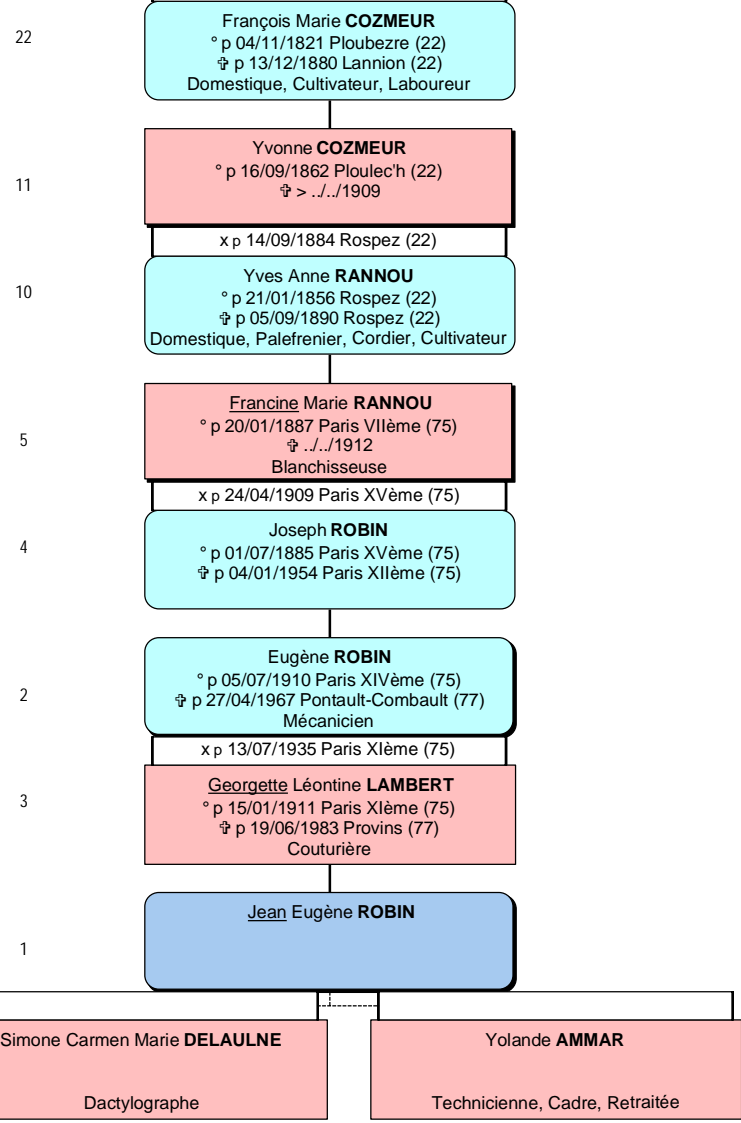 22
François Marie COZMEUR
° p 04/11/1821 Ploubezre (22)
✞ p 13/12/1880 Lannion (22)
Domestique, Cultivateur, Laboureur
11
Yvonne COZMEUR
° p 16/09/1862 Ploulec'h (22)
✞ > ../../1909
x p 14/09/1884 Rospez (22)
10
Yves Anne RANNOU
° p 21/01/1856 Rospez (22)
✞ p 05/09/1890 Rospez (22)
Domestique, Palefrenier, Cordier, Cultivateur
5
Francine Marie RANNOU
° p 20/01/1887 Paris VIIème (75)
✞ ../../1912
Blanchisseuse
x p 24/04/1909 Paris XVème (75)
4
Joseph ROBIN
° p 01/07/1885 Paris XVème (75)
✞ p 04/01/1954 Paris XIIème (75)
2
Eugène ROBIN
° p 05/07/1910 Paris XIVème (75)
✞ p 27/04/1967 Pontault-Combault (77)
Mécanicien
x p 13/07/1935 Paris XIème (75)
3
Georgette Léontine LAMBERT
° p 15/01/1911 Paris XIème (75)
✞ p 19/06/1983 Provins (77)
Couturière
1
Jean Eugène ROBIN
Simone Carmen Marie DELAULNE
Dactylographe
Yolande AMMAR
Technicienne, Cadre, Retraitée